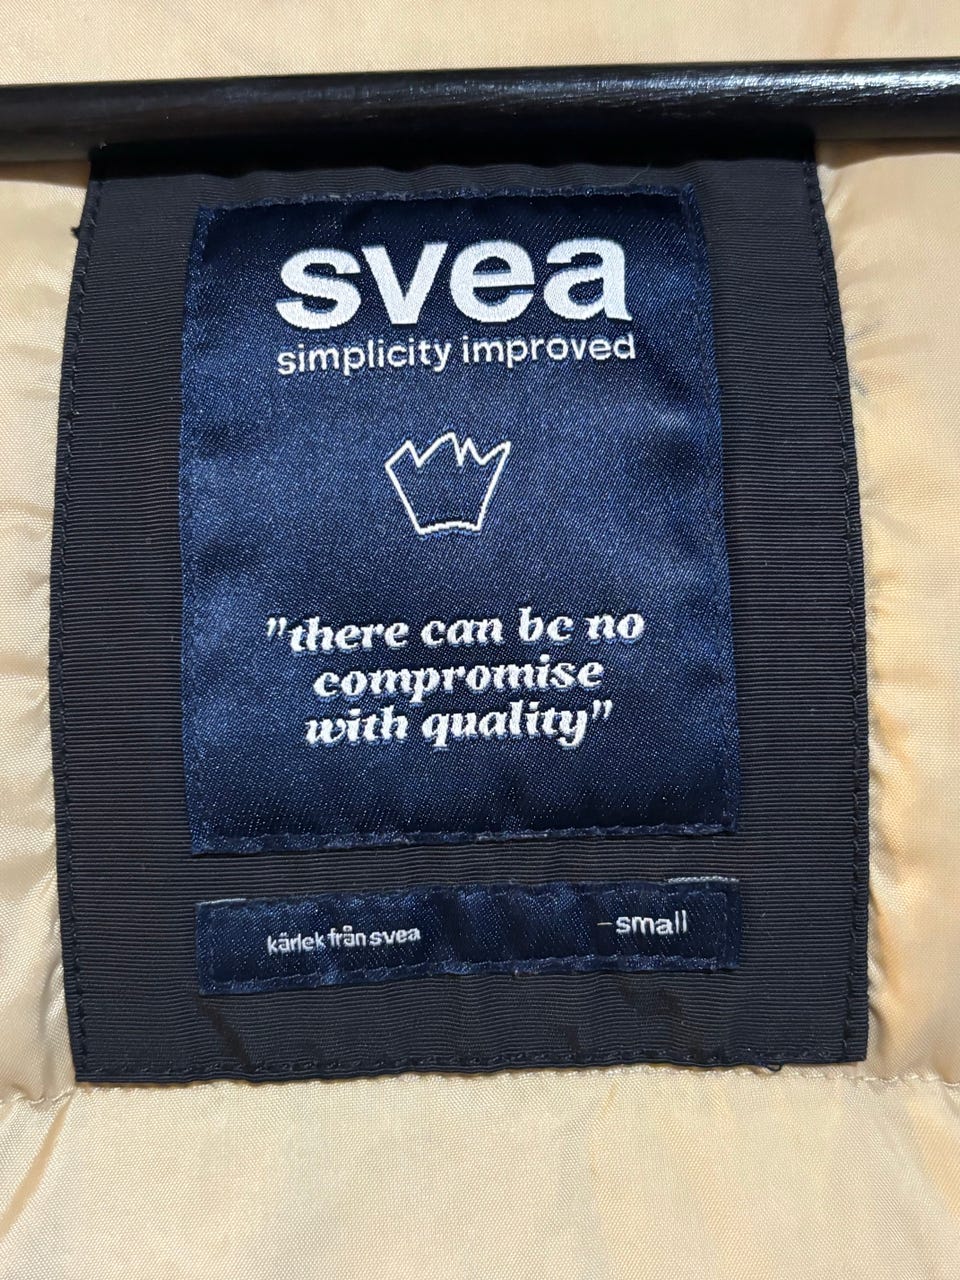 svea
simplicity improved
"there can be no
compromise
with quality"
kärlek från svea
-small